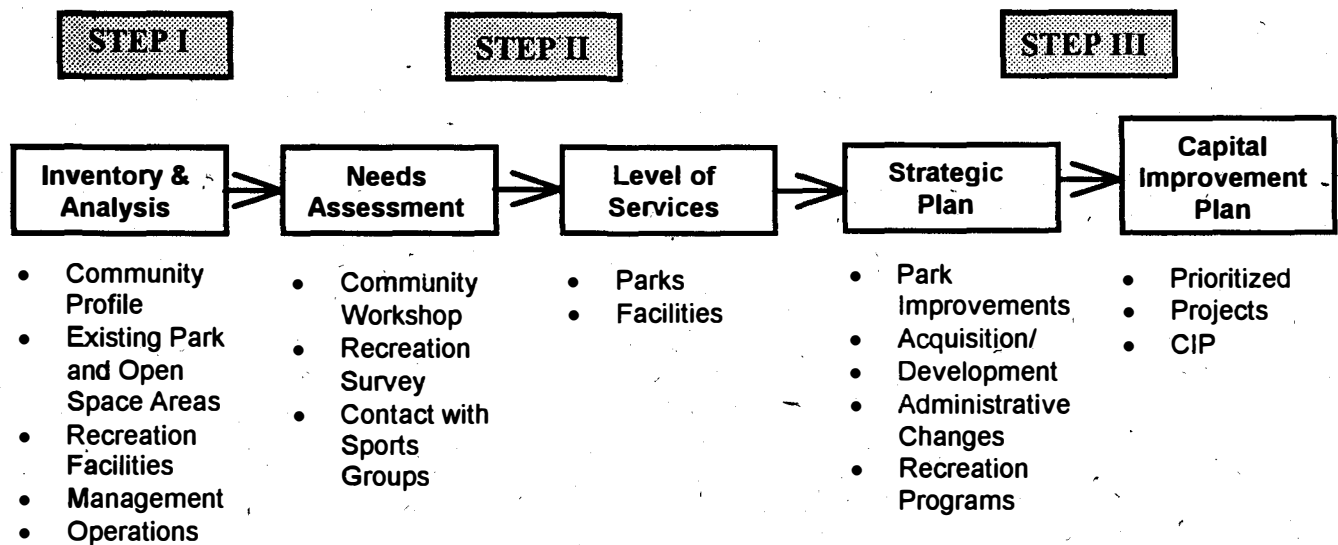 STEP I
STEP II
STEP III
Inventory &
Analysis
Needs
Assessment
Level of
Services
Strategic
Plan
Capital
Improvement
Plan
• Community
Profile
• Existing Park
and Open
Space Areas
• Recreation
Facilities
• Management
• Operations
• Community
Workshop
• Recreation
Survey
• Contact with
Sports
Groups
• Parks
• Facilities
• Park
Improvements
• Acquisition/
• Development
• Administrative
Changes
• Recreation
Programs
• Prioritized
• Projects
• CIP